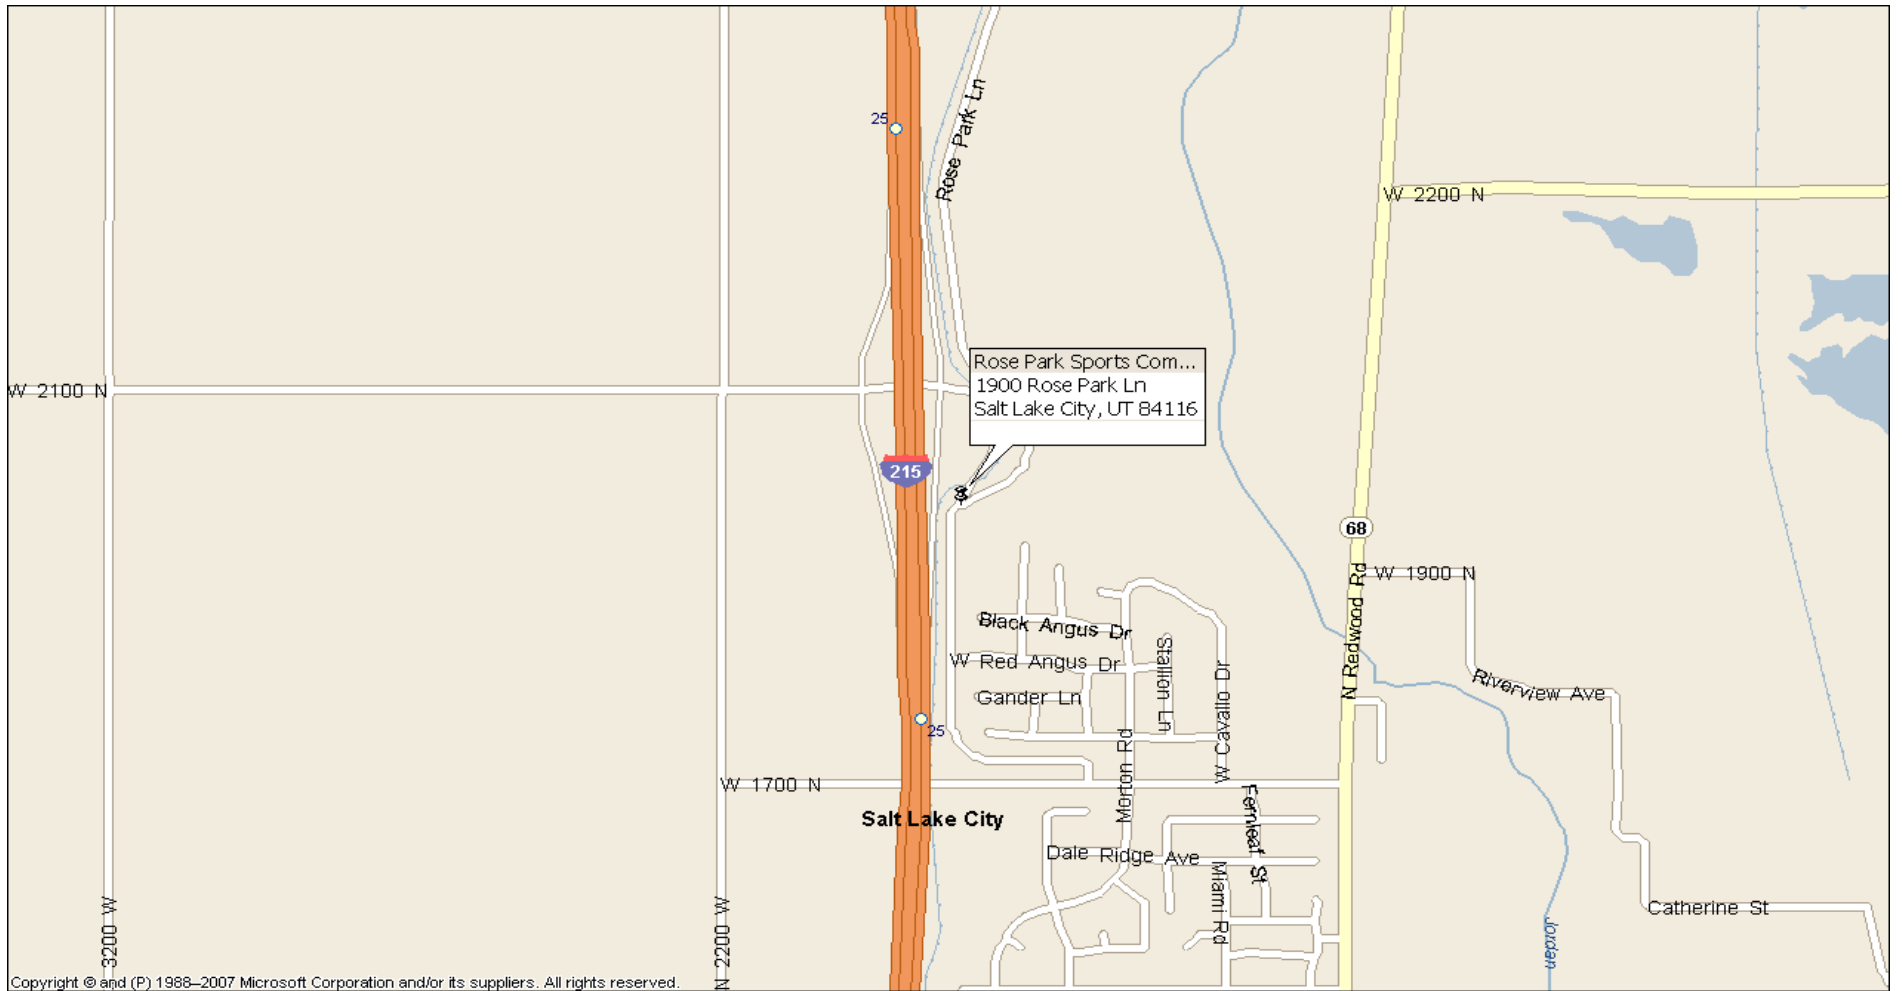 25
Rose Park Ln
W 2200 N
Rose Park Sports Com...
1900 Rose Park Ln
Salt Lake City, UT 84116
W 2100 N
215
68
W 1900 N
N Redwood Rd
Black Angus Dr
W Red Angus Dr
Stallion Ln
W Cavallo Dr
Riverview Ave
Gander Ln
25
Morton Rd
W 1700 N
Salt Lake City
Fernleaf St
Dale Ridge Ave
Miami Rd
Catherine St
3200 W
N 2200 W
Jordan
Copyright © and (P) 1988–2007 Microsoft Corporation and/or its suppliers. All rights reserved.